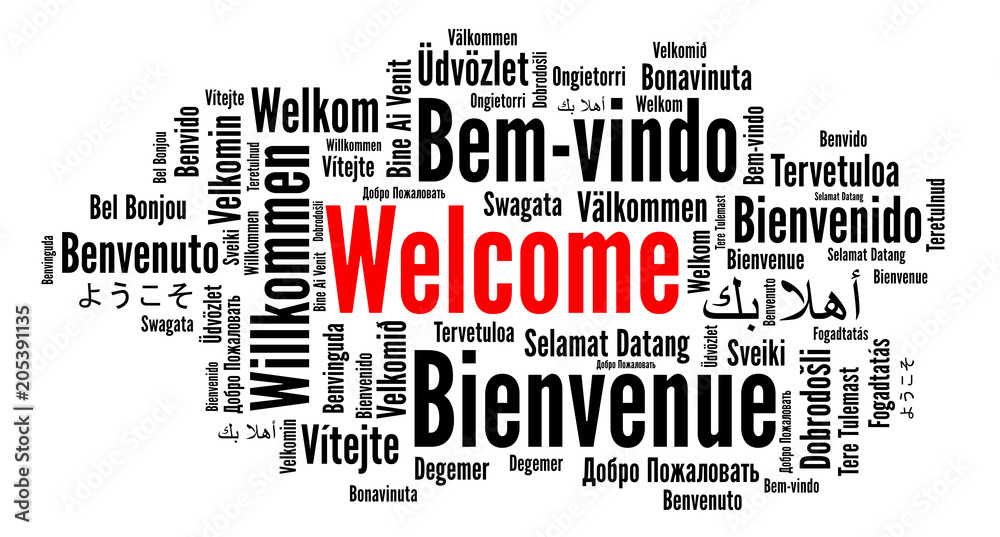 Välkommen
Velkomið
Üdvözlet
Ongietorri
Bonavinuta
Dobrodošli
Bine Ai Venit
Vítejte
Welkom
Ongietorri
أهلا بك
Welkom
Bem-vindo
Bem-vindo
Benvido
Bel Bonjou
Benvido
Velkomin
Teretulnud
Willkommen
Vítejte
Tervetuloa
Добро Пожаловать
Selamat Datang
Teretulnud
Bel Bonjou
Swagata
Välkommen
Tere Tulemast
Bienvenido
Benvinguda
Benvenuto
Sveiki
Willkommen
Willkommen
Dobrodošli
Bine Ai Venit
Welcome
Welkom
Bienvenue
Selamat Datang
Bienvenue
ようこそ
أهلا بك
Benvenuto
Swagata
Üdvözlet
Добро Пожаловать
Bienvenido
Benvinguda
Bienvenido
Velkomið
Tervetuloa
Selamat Datang
Добро Пожаловать
Üdvözlet
Sveiki
Fogadtatás
Dobrodošli
Tere Tulemast
Fogadtatás
ようこそ
Bienvenue
أهلا بك
Velkomin
Vítejte
Degemer
Degemer
Добро Пожаловать
Добро Пожаловать
Bem-vindo
Bonavinuta
Benvenuto
Adobe Stock | #205391135